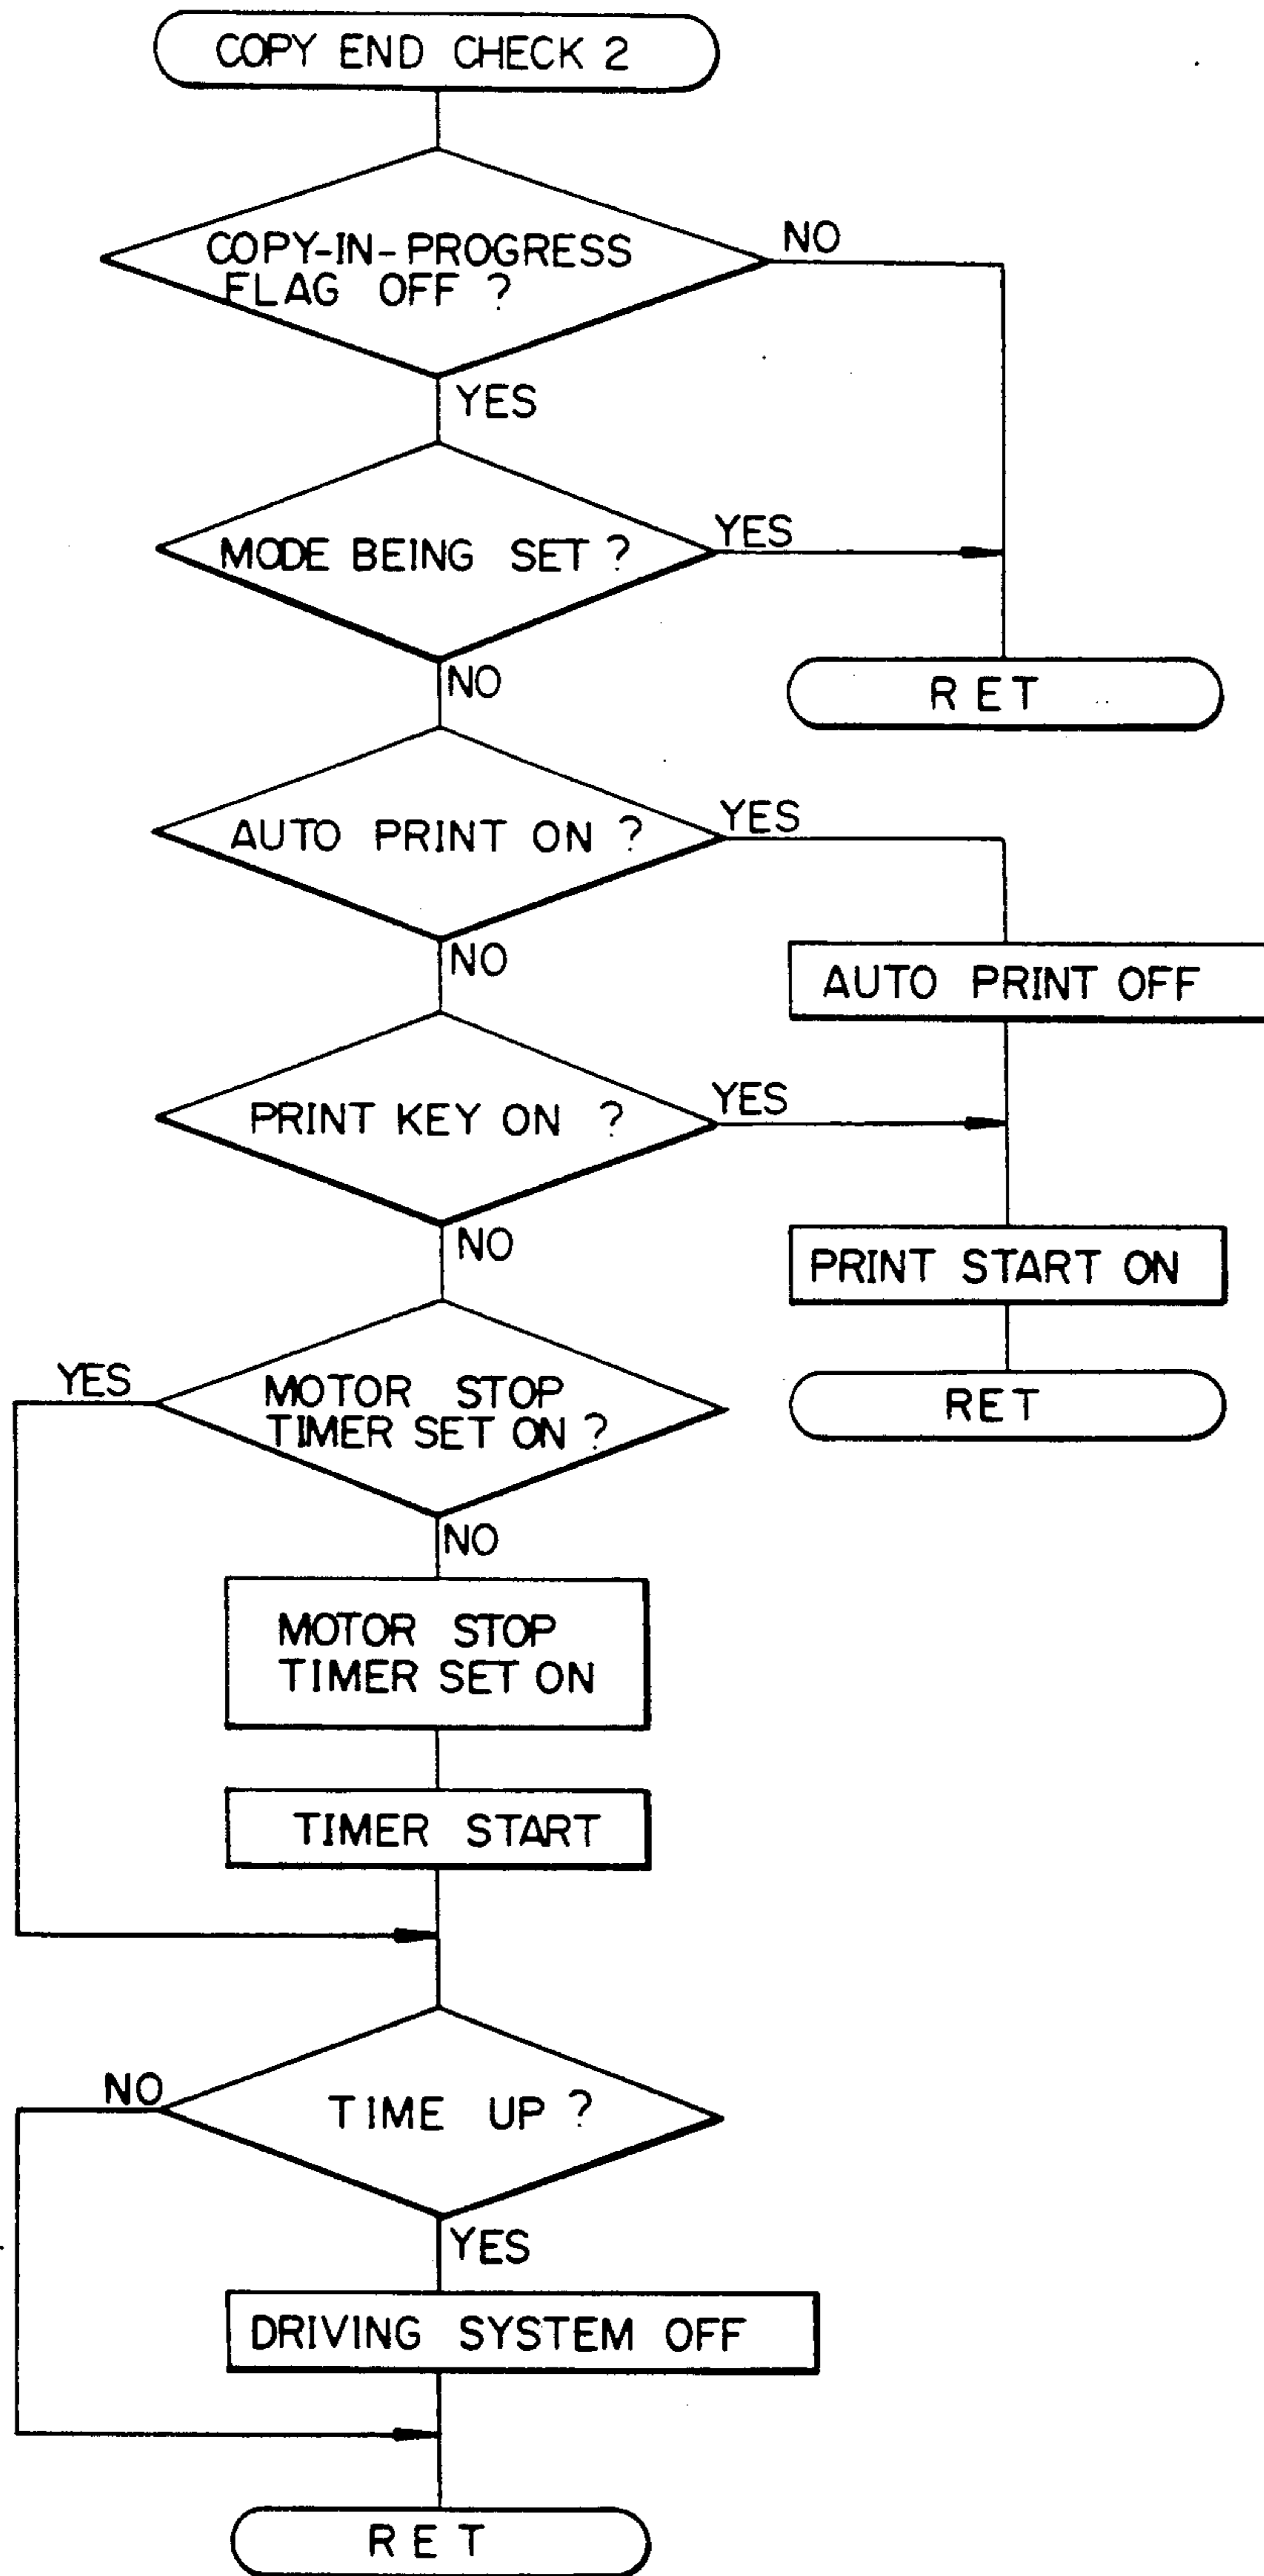 COPY END CHECK 2
COPY-IN-PROGRESS
FLAG OFF ?
NO
YES
MODE BEING SET ?
YES
NO
RET
AUTO PRINT ON ?
YES
NO
AUTO PRINT OFF
PRINT KEY ON ?
YES
NO
PRINT START ON
YES
MOTOR STOP
TIMER SET ON ?
RET
NO
MOTOR STOP
TIMER SET ON
TIMER START
NO
TIME UP ?
YES
DRIVING SYSTEM OFF
RET